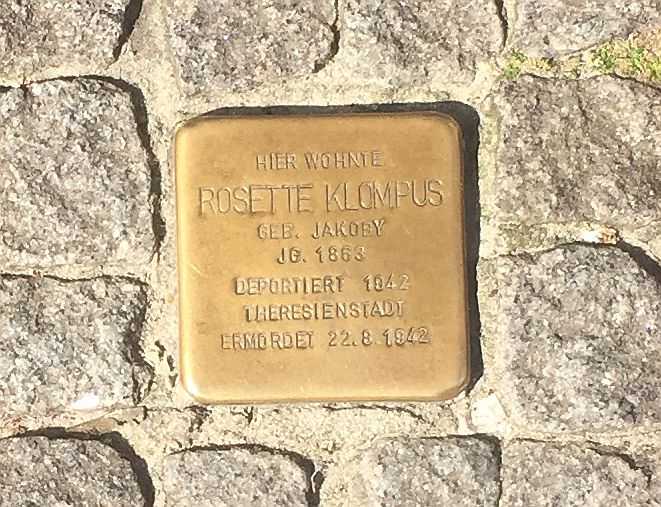 HIER WOHNTE
ROSETTE KLOMPUS
GEB. JAKOBY
JG. 1863
DEPORTIERT 1942
THERESIENSTADT
ERMORDET 22.8.1942